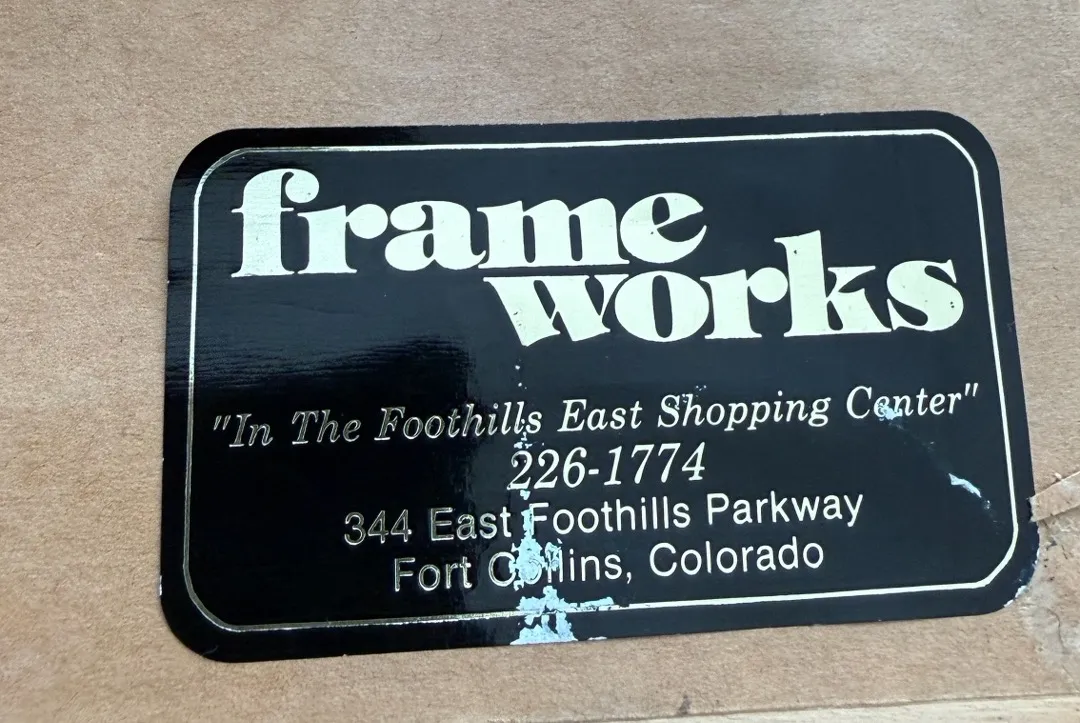 frame
works
"In The Foothills East Shopping Center"
226-1774
344 East Foothills Parkway
Fort Collins, Colorado